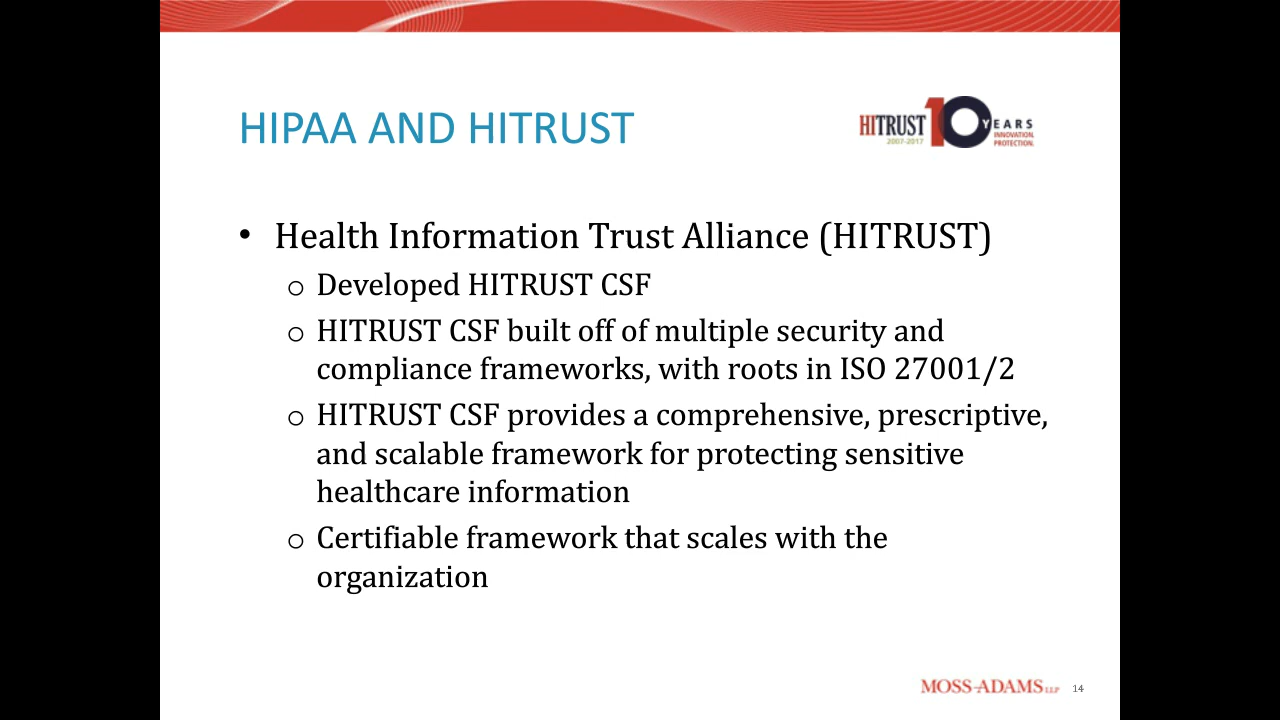 HIPAA AND HITRUST
HITRUST 10 YEARS
2007-2017
INNOVATION.
PROTECTION.
• Health Information Trust Alliance (HITRUST)
o Developed HITRUST CSF
o HITRUST CSF built off of multiple security and
compliance frameworks, with roots in ISO 27001/2
o HITRUST CSF provides a comprehensive, prescriptive,
and scalable framework for protecting sensitive
healthcare information
o Certifiable framework that scales with the
organization
MOSS-ADAMS LLP
14